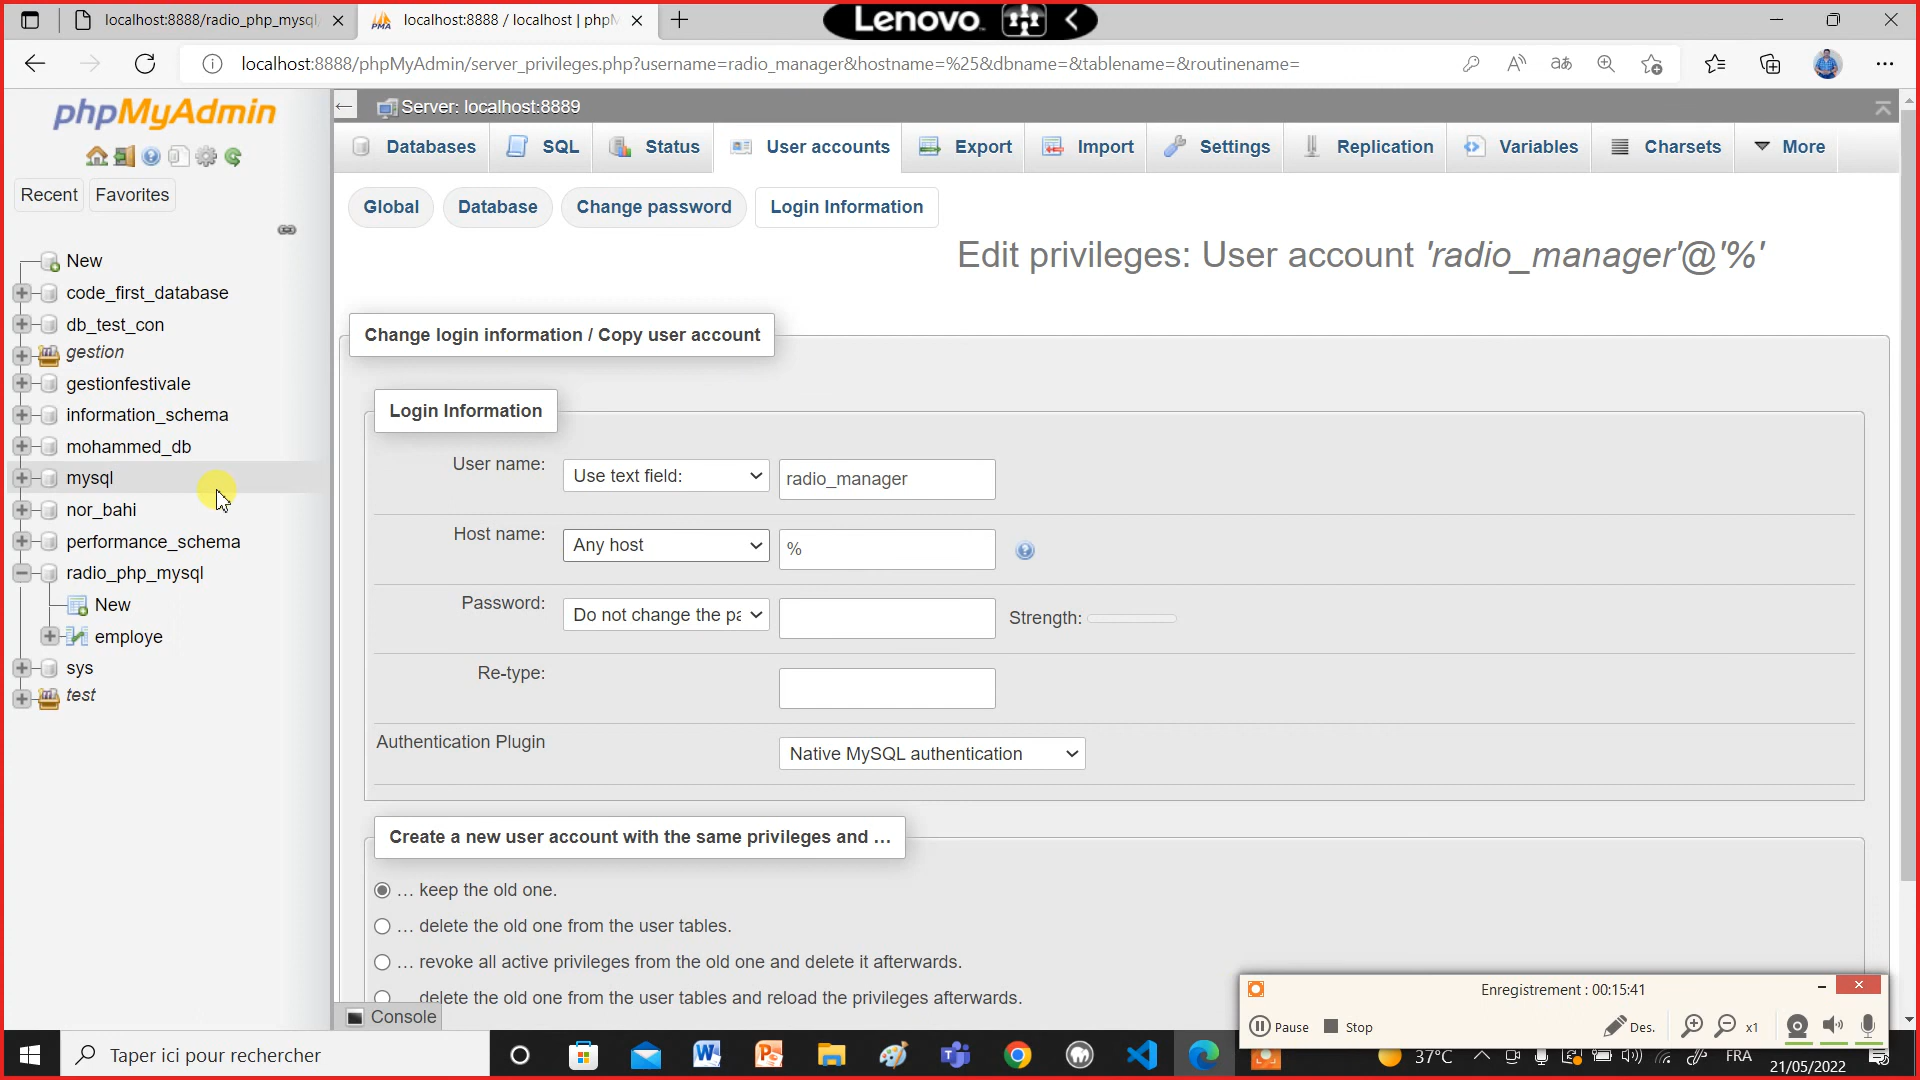 localhost:8888/radio_php_mysql/
localhost:8888 / localhost | phpM
Lenovo
localhost:8888/phpMyAdmin/server_privileges.php?username=radio_manager&hostname=%25&dbname=&tablename=&routinename=
phpMyAdmin
Recent
Favorites
New
code_first_database
db_test_con
gestion
gestionfestivale
information_schema
mohammed_db
mysql
nor_bahi
performance_schema
radio_php_mysql
New
employe
sys
test
Server: localhost:8889
Databases
SQL
Status
User accounts
Export
Import
Settings
Replication
Variables
Charsets
More
Global
Database
Change password
Login Information
Edit privileges: User account 'radio_manager'@'%'
Change login information / Copy user account
Login Information
User name:
Use text field:
radio_manager
Host name:
Any host
%
Password:
Do not change the pa
Strength:
Re-type:
Authentication Plugin
Native MySQL authentication
Create a new user account with the same privileges and …
… keep the old one.
… delete the old one from the user tables.
… revoke all active privileges from the old one and delete it afterwards.
… delete the old one from the user tables and reload the privileges afterwards.
Console
Enregistrement : 00:15:41
Pause
Stop
Des.
x1
Taper ici pour rechercher
37°C
FRA
21/05/2022